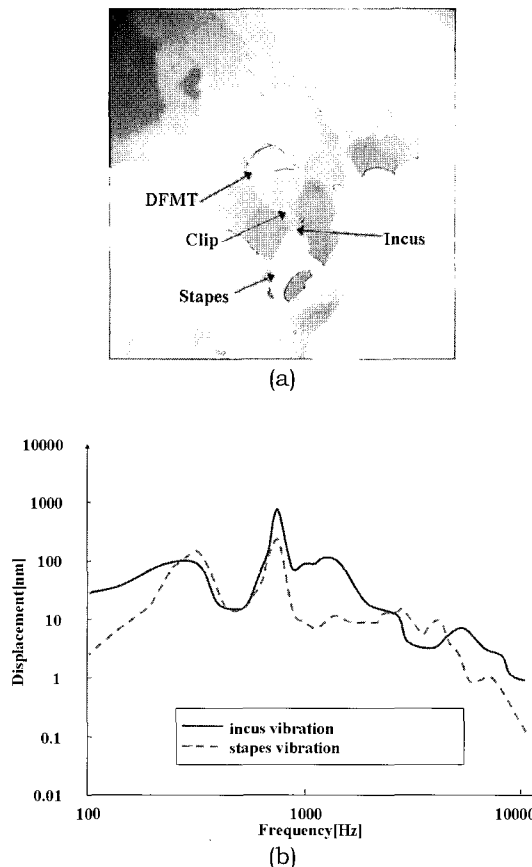 DFMT
Clip
Incus
Stapes
(a)
10000
1000
100
10
1
0.1
0.01
Displacement[nm]
incus vibration
stapes vibration
100
1000
10000
Frequency[Hz]
(b)